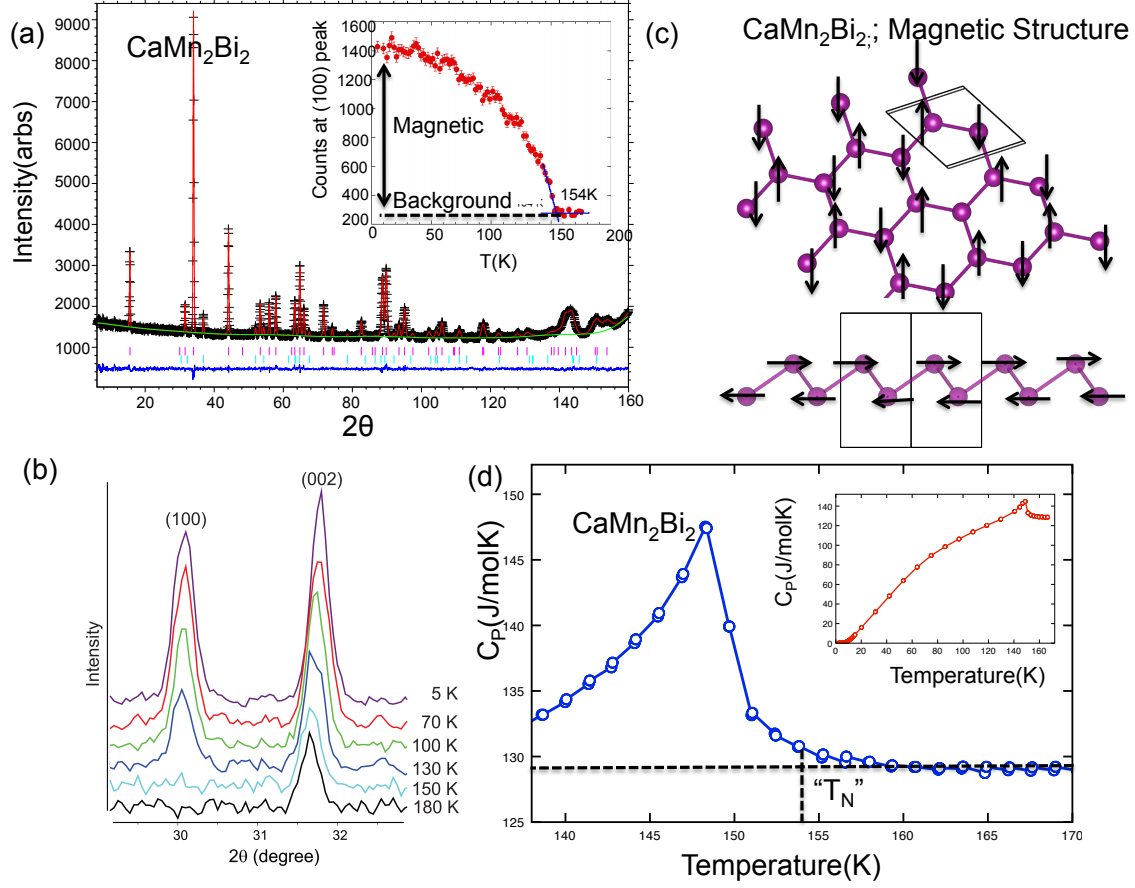 (a)
CaMn2Bi2
Intensity(arbs)
9000
8000
7000
6000
5000
4000
3000
2000
1000
20 40 60 80 100 120 140 160
2θ
Counts at (100) peak
1600
1400
1200
1000
800
600
400
200
Magnetic
Background
154K
0 50 100 150 200
T(K)
(b)
(100)
(002)
Intensity
5 K
70 K
100 K
130 K
150 K
180 K
30 31 32
2θ (degree)
(c)
CaMn2Bi2;; Magnetic Structure
(d)
CaMn2Bi2
CP(J/molK)
150
145
140
135
130
125
"TN"
140 145 150 155 160 165 170
Temperature(K)
CP(J/molK)
140
120
100
80
60
40
20
0
0 20 40 60 80 100 120 140 160
Temperature(K)